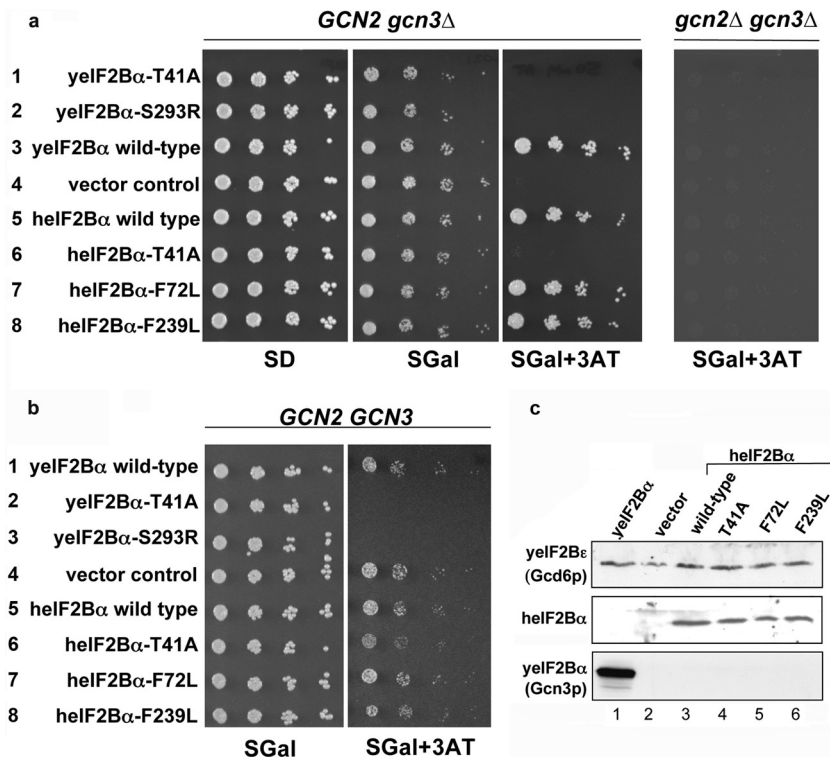 a
GCN2 gcn3Δ
gcn2Δ gcn3Δ
1 yeIF2Bα-T41A
2 yeIF2Bα-S293R
3 yeIF2Bα wild-type
4 vector control
5 heIF2Bα wild type
6 heIF2Bα-T41A
7 heIF2Bα-F72L
8 heIF2Bα-F239L
SD SGal SGal+3AT SGal+3AT
b
GCN2 GCN3
1 yeIF2Bα wild-type
2 yeIF2Bα-T41A
3 yeIF2Bα-S293R
4 vector control
5 heIF2Bα wild type
6 heIF2Bα-T41A
7 heIF2Bα-F72L
8 heIF2Bα-F239L
SGal SGal+3AT
c
heIF2Bα
yeIF2Bα vector wild-type T41A F72L F239L
yeIF2Bε
(Gcd6p)
heIF2Bα
yeIF2Bα
(Gcn3p)
1 2 3 4 5 6